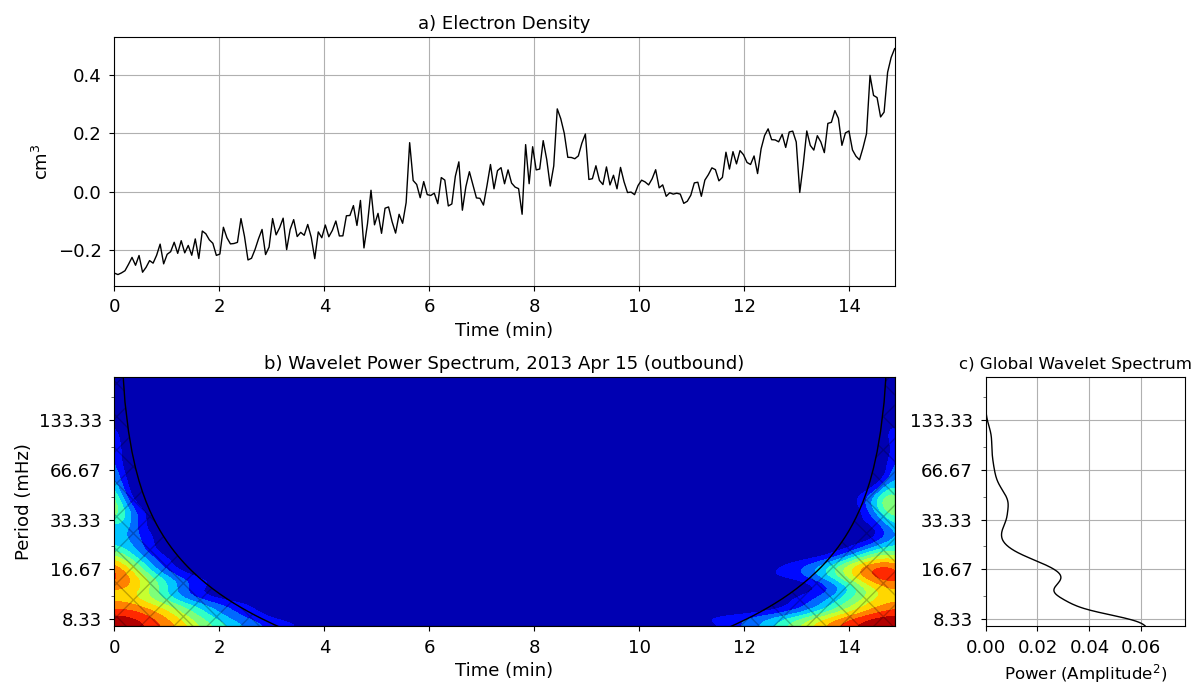 a) Electron Density
cm³
0.4
0.2
0.0
−0.2
0 2 4 6 8 10 12 14
Time (min)
b) Wavelet Power Spectrum, 2013 Apr 15 (outbound)
Period (mHz)
133.33
66.67
33.33
16.67
8.33
0 2 4 6 8 10 12 14
Time (min)
c) Global Wavelet Spectrum
133.33
66.67
33.33
16.67
8.33
0.00 0.02 0.04 0.06
Power (Amplitude²)